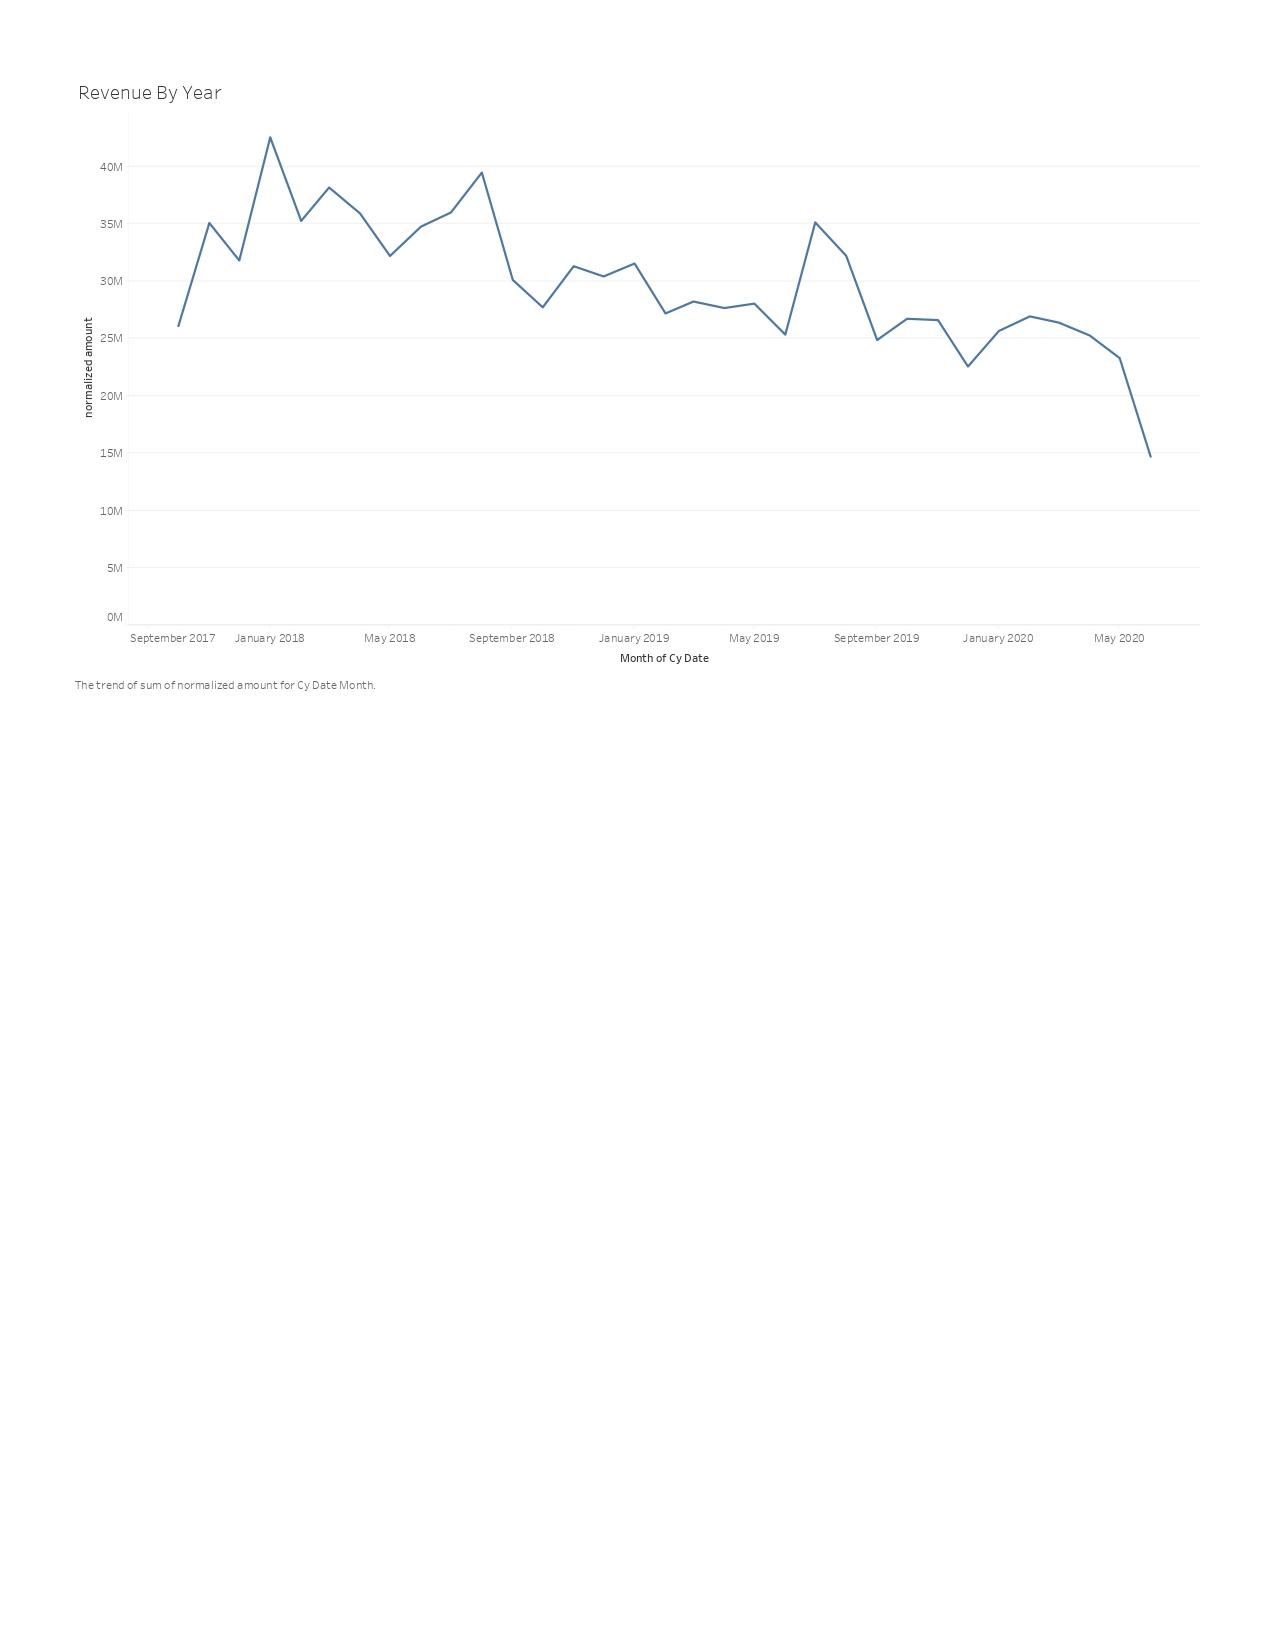 Revenue By Year
40M
35M
30M
25M
20M
15M
10M
5M
0M
normalized amount
September 2017 January 2018 May 2018 September 2018 January 2019 May 2019 September 2019 January 2020 May 2020
Month of Cy Date
The trend of sum of normalized amount for Cy Date Month.